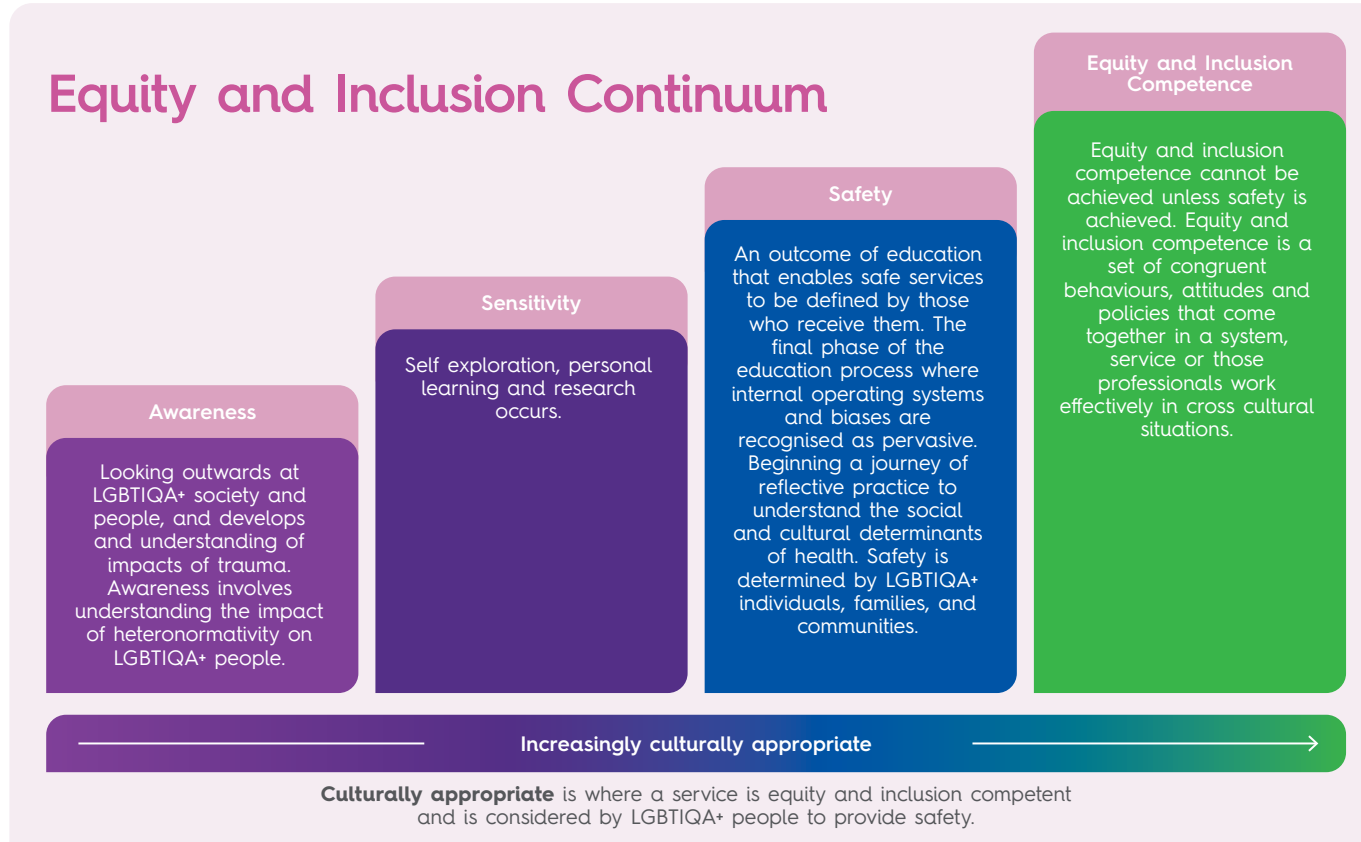 Equity and Inclusion Continuum
Awareness
Looking outwards at
LGBTIQA+ society and
people, and develops
and understanding of
impacts of trauma.
Awareness involves
understanding the impact
of heteronormativity on
LGBTIQA+ people.
Sensitivity
Self exploration, personal
learning and research
occurs.
Safety
An outcome of education
that enables safe services
to be defined by those
who receive them. The
final phase of the
education process where
internal operating systems
and biases are
recognised as pervasive.
Beginning a journey of
reflective practice to
understand the social
and cultural determinants
of health. Safety is
determined by LGBTIQA+
individuals, families, and
communities.
Equity and Inclusion
Competence
Equity and inclusion
competence cannot be
achieved unless safety is
achieved. Equity and
inclusion competence is a
set of congruent
behaviours, attitudes and
policies that come
together in a system,
service or those
professionals work
effectively in cross cultural
situations.
Increasingly culturally appropriate
Culturally appropriate is where a service is equity and inclusion competent
and is considered by LGBTIQA+ people to provide safety.